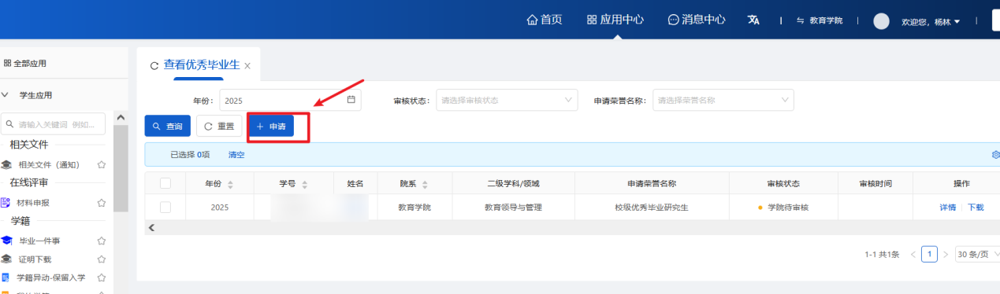 首页 应用中心 消息中心 文A | 教育学院 | 欢迎您，杨林 |
全部应用
查看优秀毕业生 x
学生应用
年份： 2025 审核状态： 请选择审核状态 申请荣誉名称： 请选择荣誉名称
请输入关键词 例如...
查询 重置 + 申请
相关文件
已选择 0项 清空
相关文件（通知）
在线评审
年份 学号 姓名 院系 二级学科/领域 申请荣誉名称 审核状态 审核时间 操作
材料申报
2025 教育学院 教育领导与管理 校级优秀毕业研究生 学院待审核 详情 下载
学籍
毕业一件事
1-1 共1条 < 1 > 30 条/页
证明下载
学籍异动-保留入学